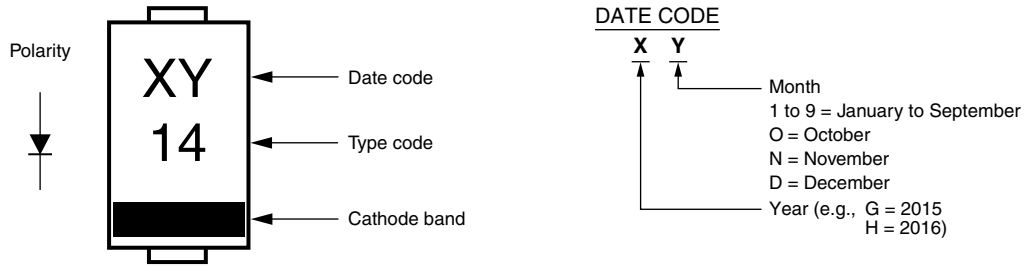 Polarity
XY
14
Date code
Type code
Cathode band
DATE CODE
X Y
Month
1 to 9 = January to September
O = October
N = November
D = December
Year (e.g., G = 2015
H = 2016)